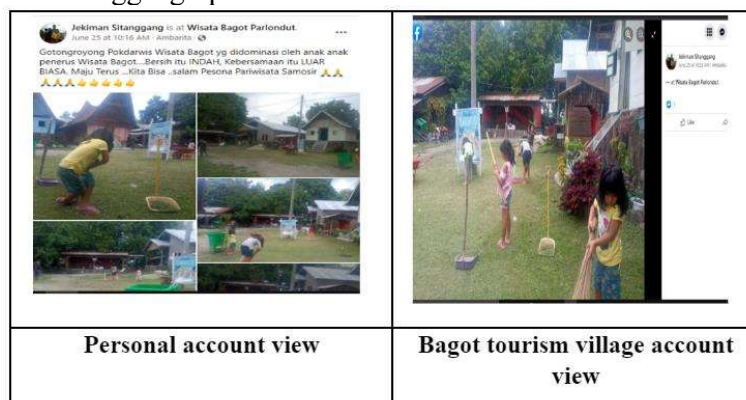 Jekiman Sitanggang is at Wisata Bagot Parlondut.
June 25 at 10:16 AM · Ambarita ·
Gotongroyong Pokdarwis Wisata Bagot yg didominasi oleh anak anak
penerus Wisata Bagot....Bersih itu INDAH, Kebersamaan itu LUAR
BIASA. Maju Terus ...Kita Bisa ..salam Pesona Pariwisata Samosir 🙏🙏
🙏🙏🙏👍👍👍👍👍
Jekiman Sitanggang
Wisata Bagot Parlondut
Like
Personal account view
Bagot tourism village account
view